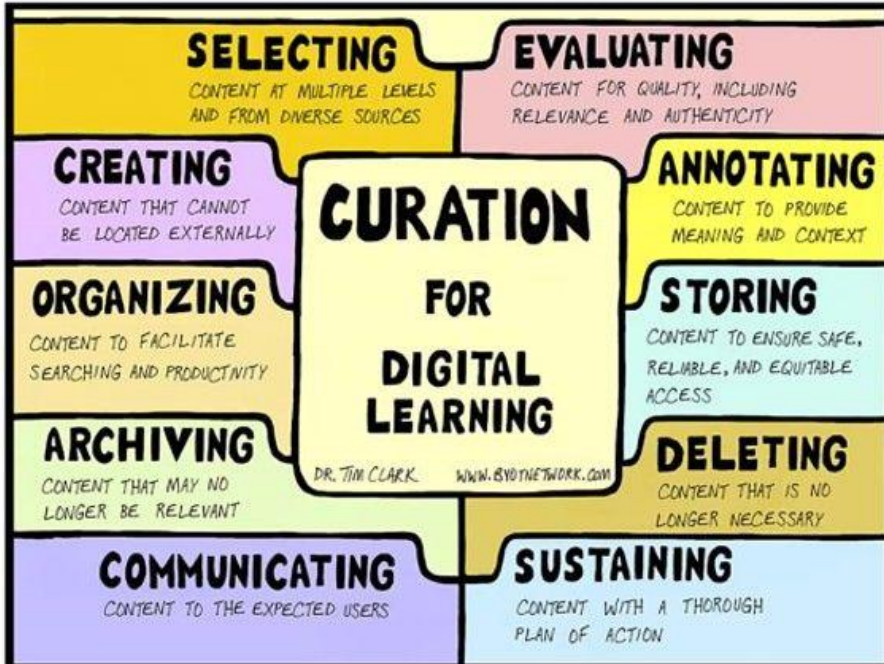 SELECTING
CONTENT AT MULTIPLE LEVELS
AND FROM DIVERSE SOURCES
EVALUATING
CONTENT FOR QUALITY, INCLUDING
RELEVANCE AND AUTHENTICITY
CREATING
CONTENT THAT CANNOT
BE LOCATED EXTERNALLY
ANNOTATING
CONTENT TO PROVIDE
MEANING AND CONTEXT
CURATION
FOR
DIGITAL
LEARNING
DR. TIM CLARK
WWW.BYOTNETWORK.COM
ORGANIZING
CONTENT TO FACILITATE
SEARCHING AND PRODUCTIVITY
STORING
CONTENT TO ENSURE SAFE,
RELIABLE, AND EQUITABLE
ACCESS
ARCHIVING
CONTENT THAT MAY NO
LONGER BE RELEVANT
DELETING
CONTENT THAT IS NO
LONGER NECESSARY
COMMUNICATING
CONTENT TO THE EXPECTED USERS
SUSTAINING
CONTENT WITH A THOROUGH
PLAN OF ACTION